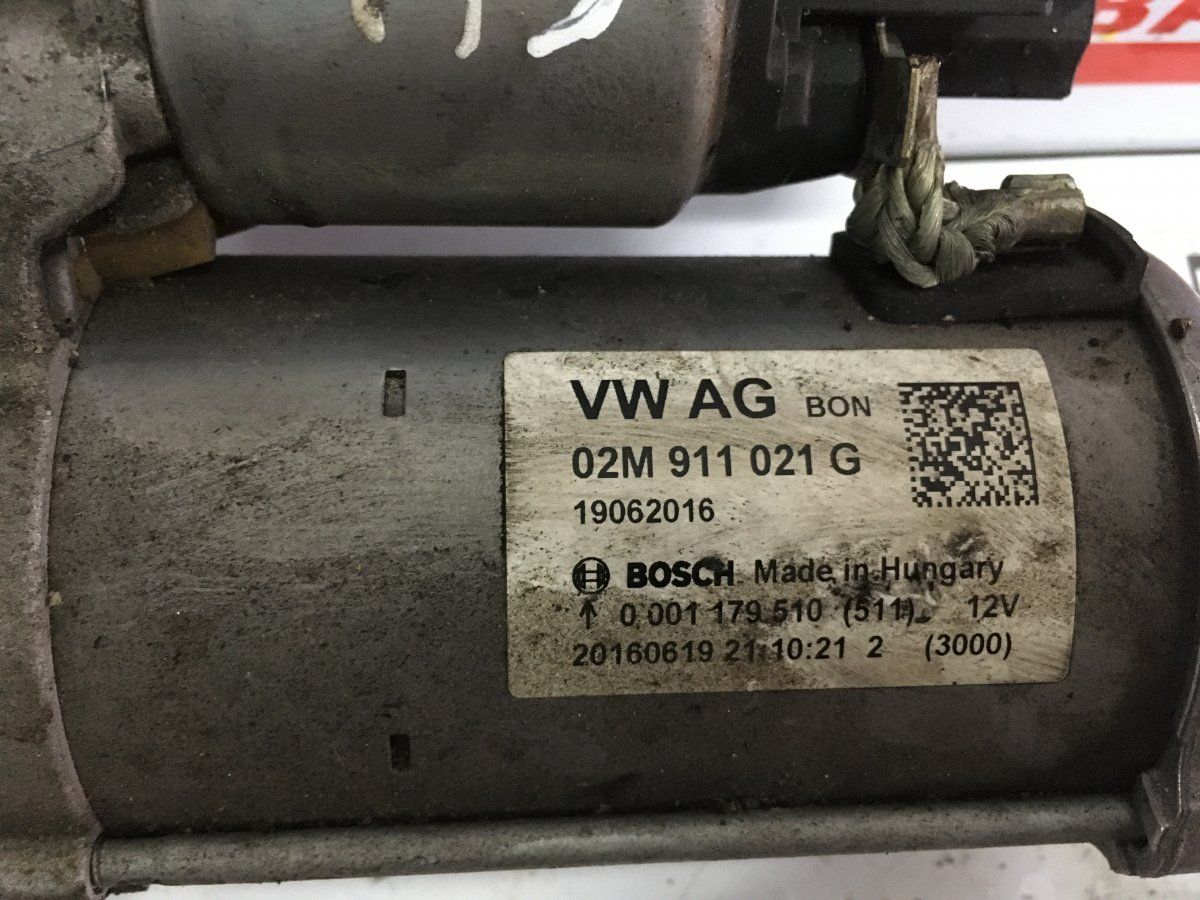 VW AG BON
02M 911 021 G
19062016
BOSCH Made in Hungary
0 001 179 510 (511) 12V
20160619 21:10:21 2 (3000)